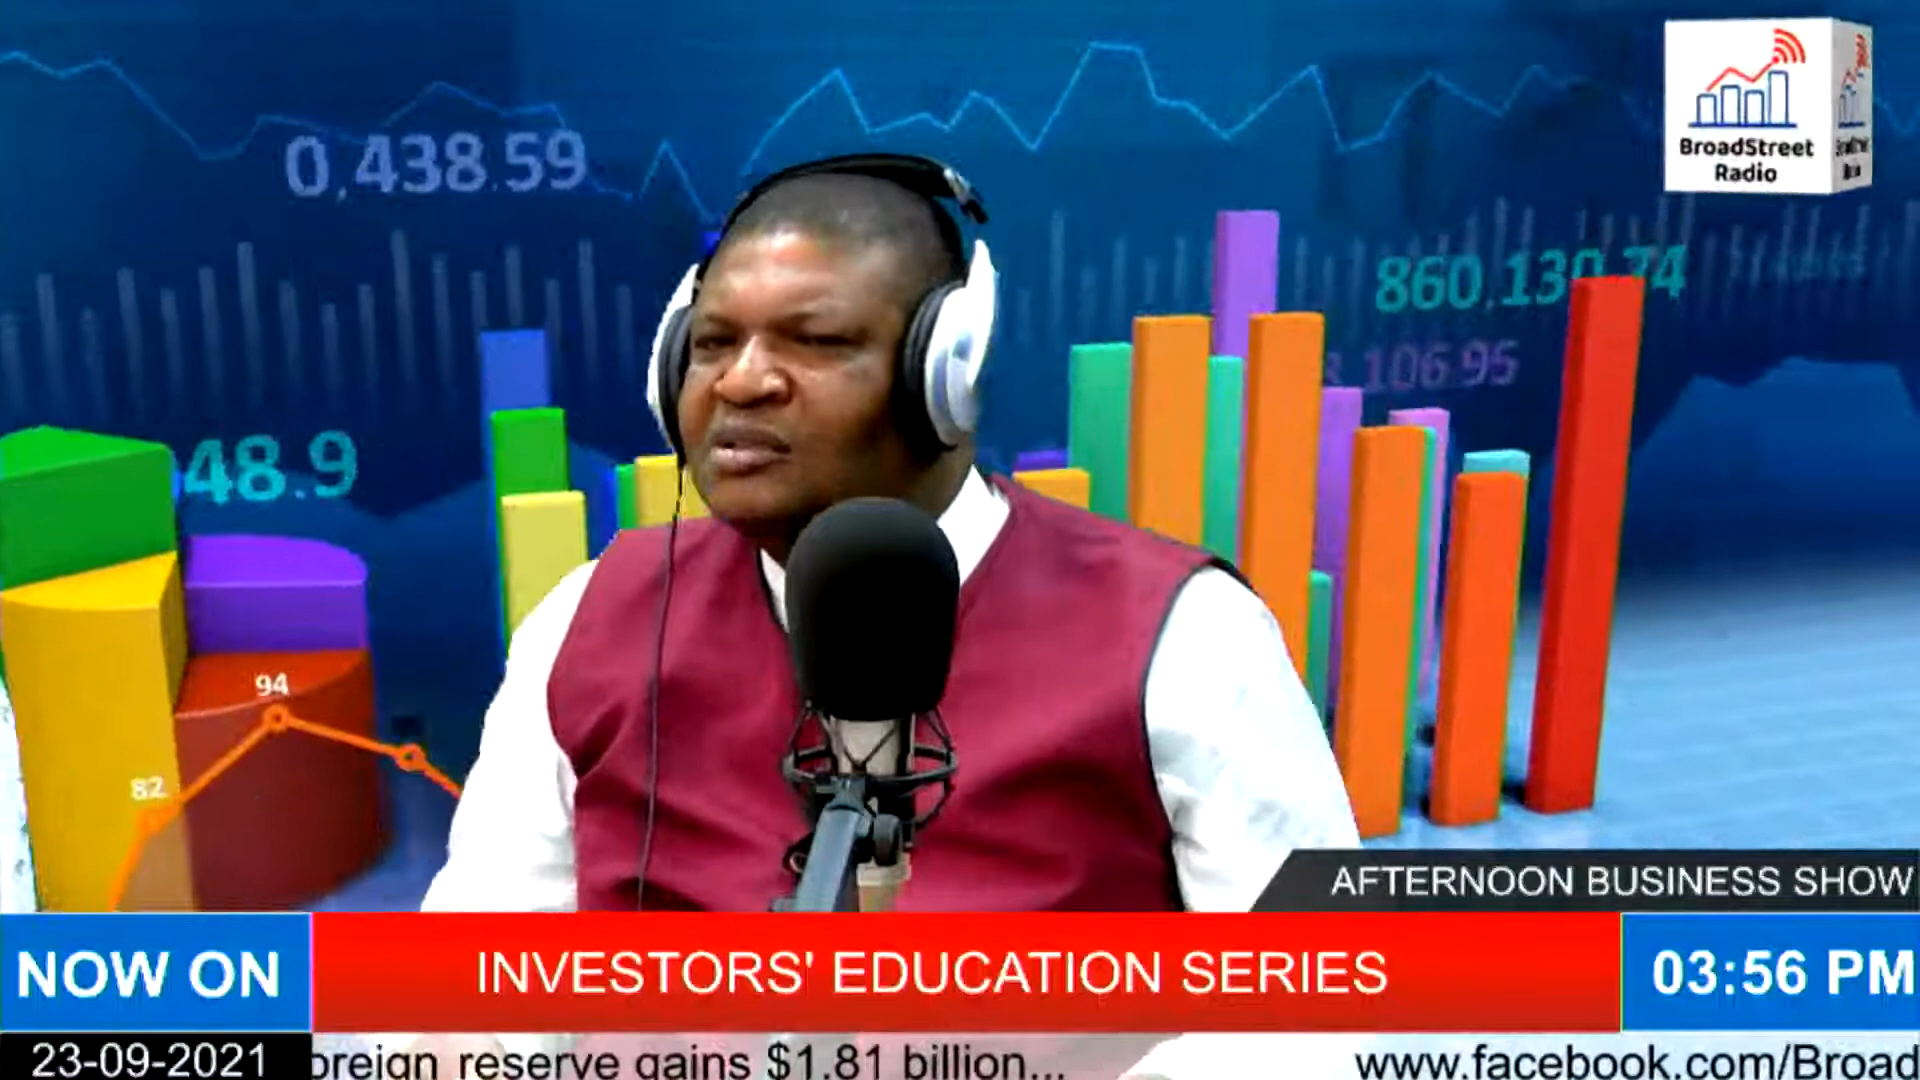 0,438.59
BroadStreet
Radio
860,130.74
106.95
48.9
94
82
AFTERNOON BUSINESS SHOW
NOW ON
INVESTORS' EDUCATION SERIES
03:56 PM
23-09-2021
oreign reserve gains $1.81 billion...
www.facebook.com/Broad